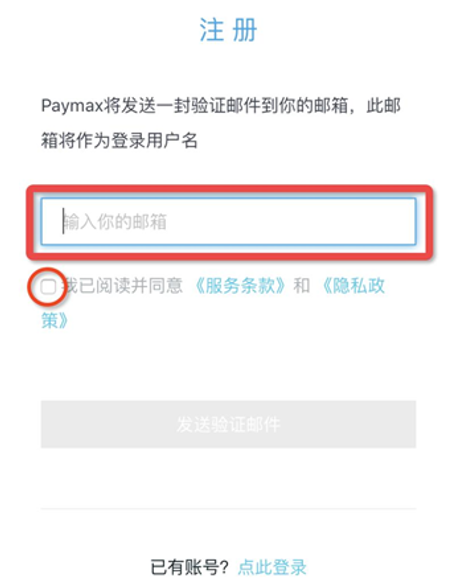 注册
Paymax将发送一封验证邮件到你的邮箱，此邮
箱将作为登录用户名
输入你的邮箱
我已阅读并同意《服务条款》和《隐私政
策》
发送验证邮件
已有账号？点此登录